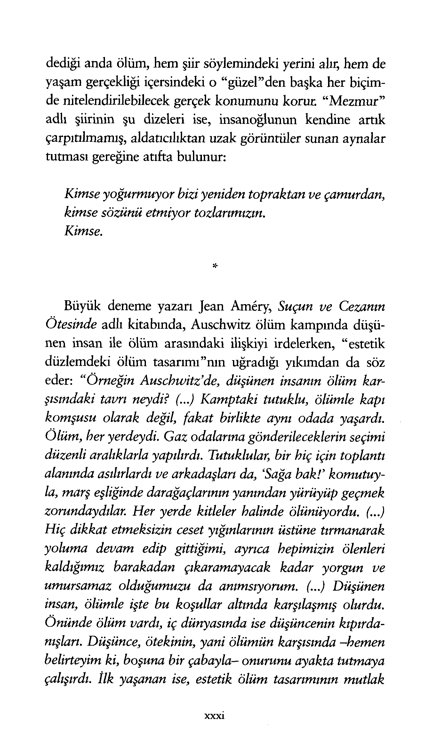 dediği anda ölüm, hem şiir söylemindeki yerini alır, hem de
yaşam gerçekliği içersindeki o “güzel”den başka her biçim-
de nitelendirilebilecek gerçek konumunu korur. “Mezmur”
adlı şiirinin şu dizeleri ise, insanoğlunun kendine artık
çarpıtılmamış, aldatıcılıktan uzak görüntüler sunan aynalar
tutması gereğine atıfta bulunur:
Kimse yoğurmuyor bizi yeniden topraktan ve çamurdan,
kimse sözünü etmiyor tozlarımızın.
Kimse.
*
Büyük deneme yazarı Jean Améry, Suçun ve Cezanın
Ötesinde adlı kitabında, Auschwitz ölüm kampında düşü-
nen insan ile ölüm arasındaki ilişkiyi irdelerken, “estetik
düzlemdeki ölüm tasarımı”nın uğradığı yıkımdan da söz
eder: “Örneğin Auschwitz’de, düşünen insanın ölüm kar-
şısındaki tavrı neydi? (...) Kamptaki tutuklu, ölümle kapı
komşusu olarak değil, fakat birlikte aynı odada yaşardı.
Ölüm, her yerdeydi. Gaz odalarına gönderileceklerin seçimi
düzenli aralıklarla yapılırdı. Tutuklular, bir hiç için toplantı
alanında asılırlardı ve arkadaşları da, ‘Sağa bak!’ komutuy-
la, marş eşliğinde darağaçlarının yanından yürüyüp geçmek
zorundaydılar. Her yerde kitleler halinde ölünüyordu. (...)
Hiç dikkat etmeksizin ceset yığınlarının üstüne tırmanarak
yoluma devam edip gittiğimi, ayrıca hepimizin ölenleri
kaldığımız barakadan çıkaramayacak kadar yorgun ve
umursamaz olduğumuzu da anımsıyorum. (...) Düşünen
insan, ölümle işte bu koşullar altında karşılaşmış olurdu.
Önünde ölüm vardı, iç dünyasında ise düşüncenin kıpırda-
nışları. Düşünce, ötekinin, yani ölümün karşısında –hemen
belirteyim ki, boşuna bir çabayla– onurunu ayakta tutmaya
çalışırdı. İlk yaşanan ise, estetik ölüm tasarımının mutlak
xxxi